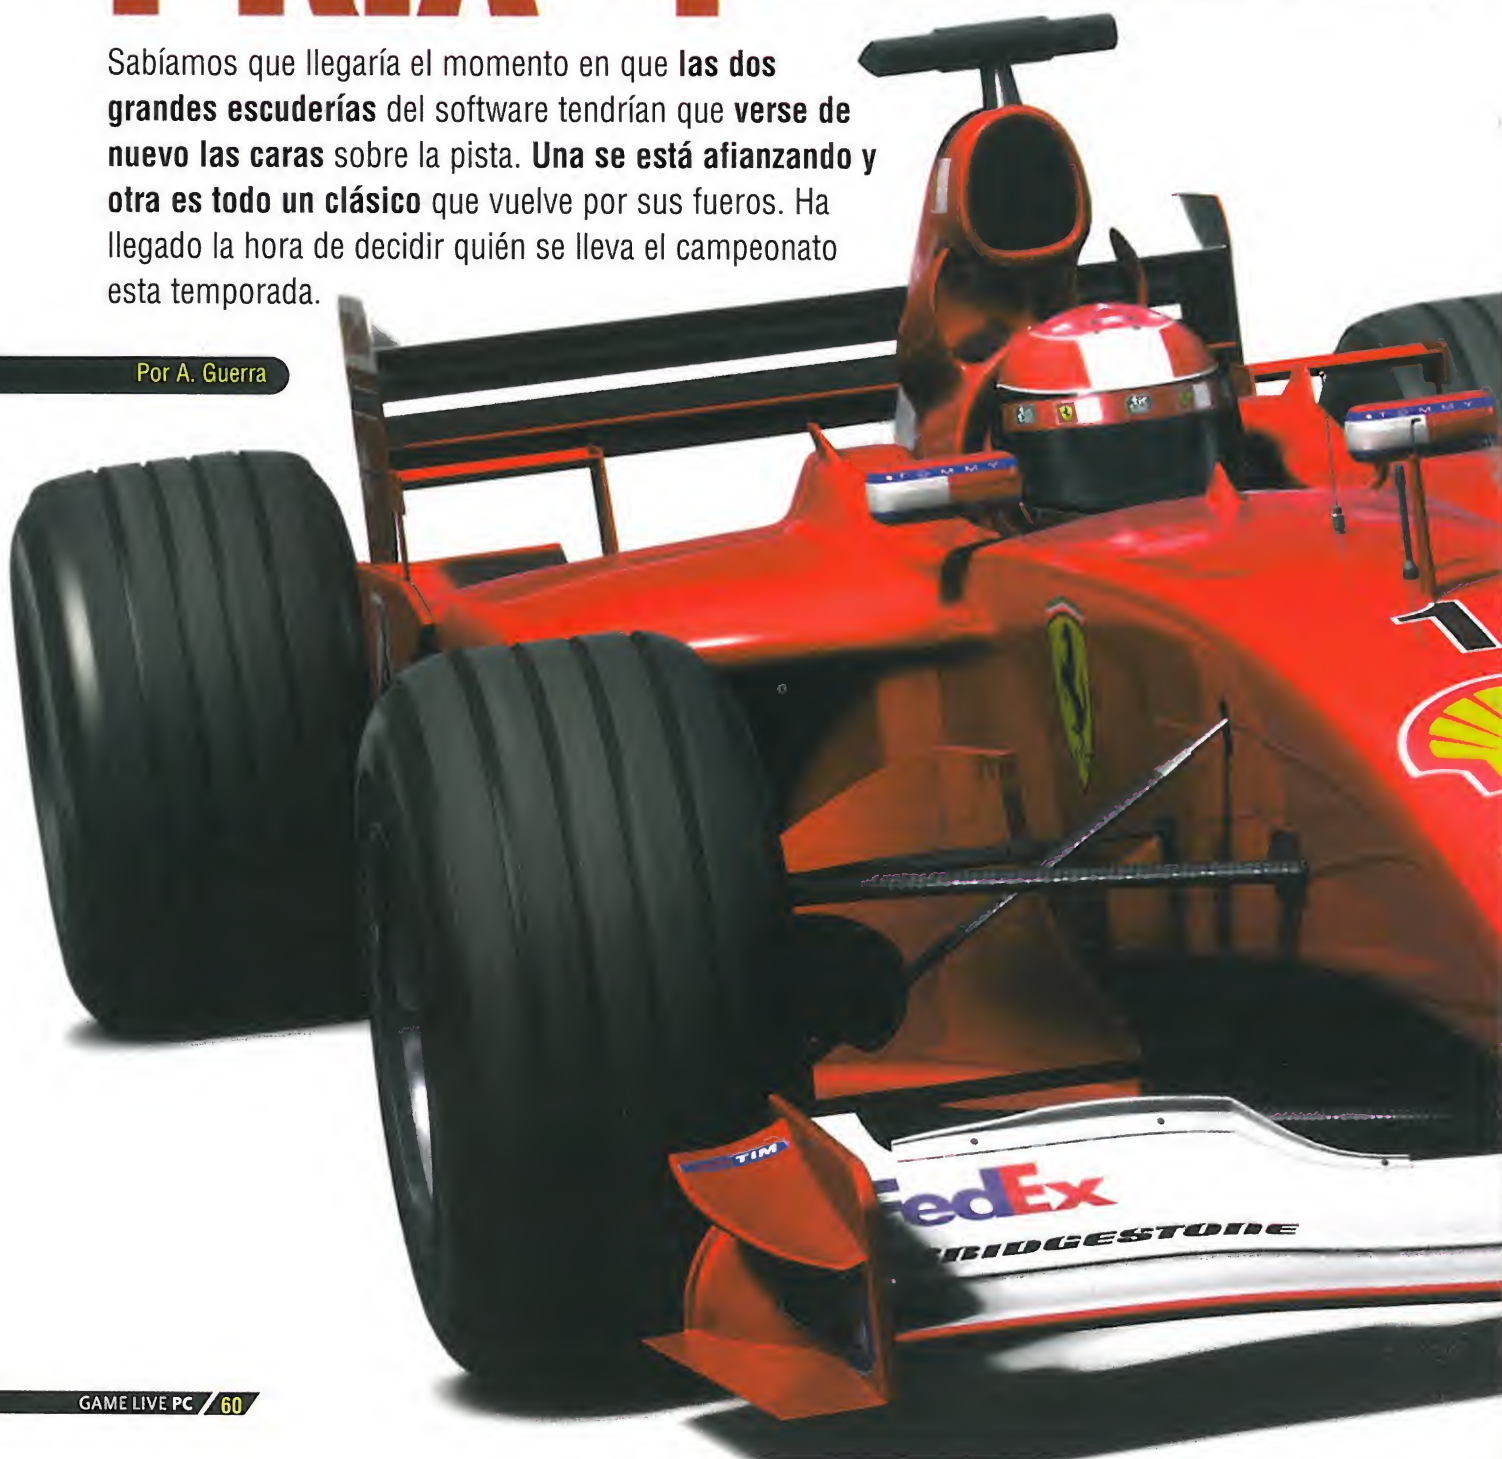 Sabíamos que llegaría el momento en que las dos
grandes escuderías del software tendrían que verse de
nuevo las caras sobre la pista. Una se está afianzando y
otra es todo un clásico que vuelve por sus fueros. Ha
llegado la hora de decidir quién se lleva el campeonato
esta temporada.
Por A. Guerra
TOMMY
TOMMY
1
TIM
FedEx
BRIDGESTONE
GAME LIVE PC / 60